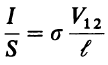 I/S = σ V₁₂/ℓ